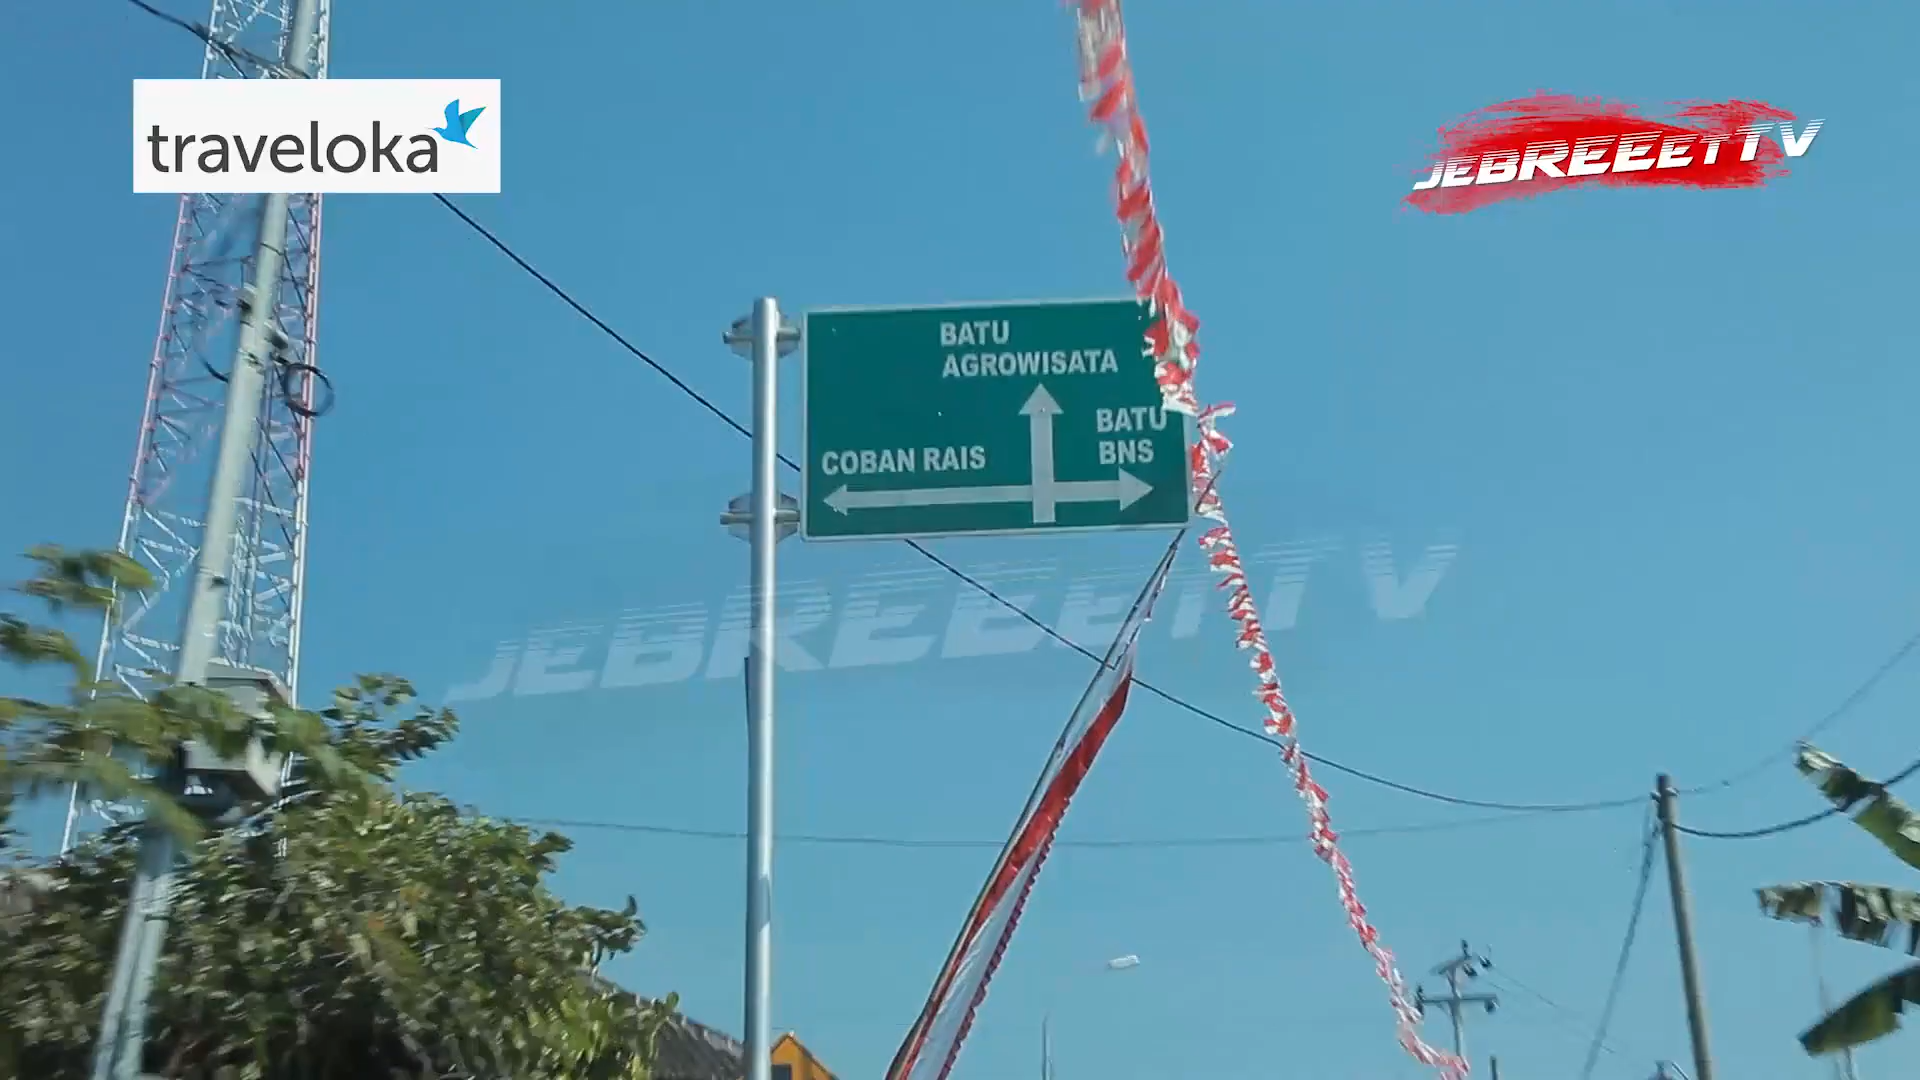 traveloka
JEBREEETTV
BATU
AGROWISATA
BATU
BNS
COBAN RAIS
JEBREEETTV